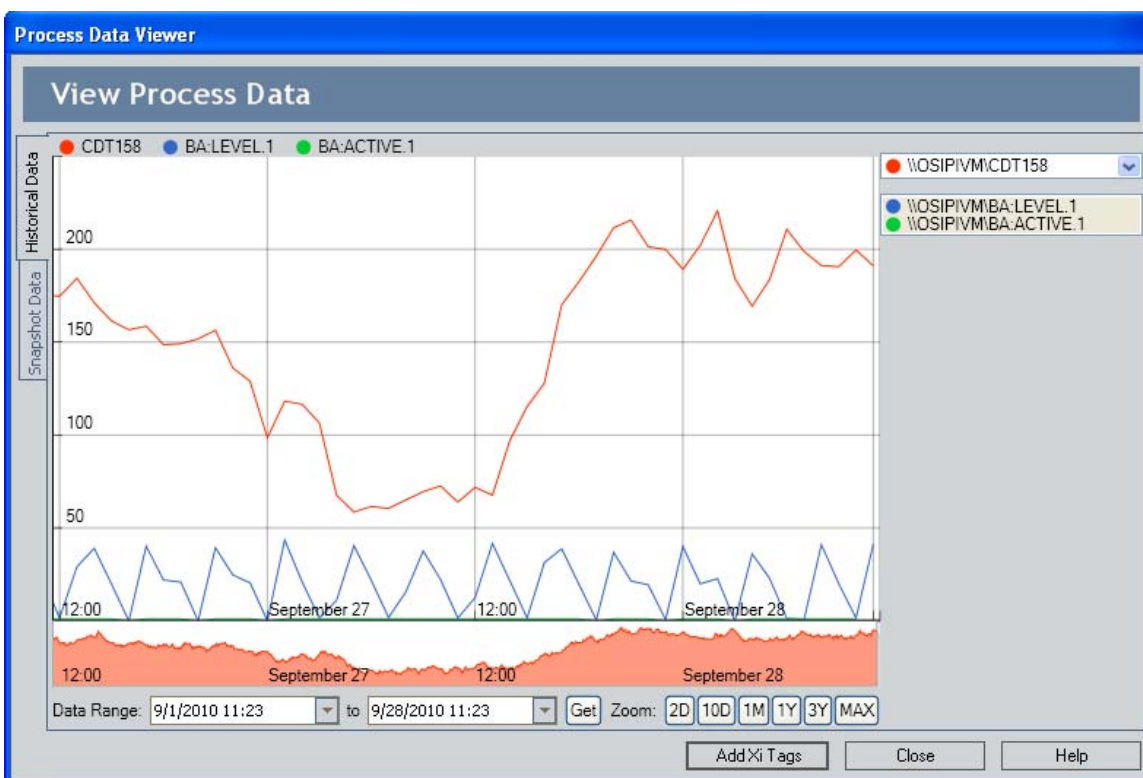 Process Data Viewer
View Process Data
Historical Data
Snapshot Data
CDT158 BA:LEVEL.1 BA:ACTIVE.1
\\OSIPIVM\CDT158
\\OSIPIVM\BA:LEVEL.1
\\OSIPIVM\BA:ACTIVE.1
200
150
100
50
12:00 September 27 12:00 September 28
12:00 September 27 12:00 September 28
Data Range: 9/1/2010 11:23 to 9/28/2010 11:23 Get Zoom: 2D 10D 1M 1Y 3Y MAX
Add Xi Tags Close Help